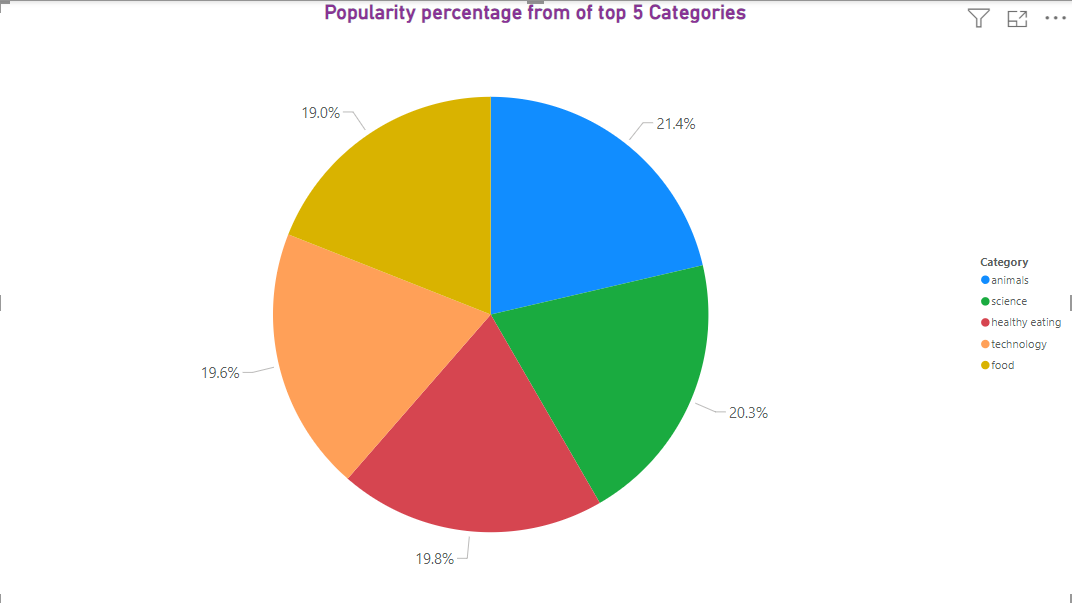 Popularity percentage from of top 5 Categories
19.0%
21.4%
19.6%
20.3%
19.8%
Category
animals
science
healthy eating
technology
food